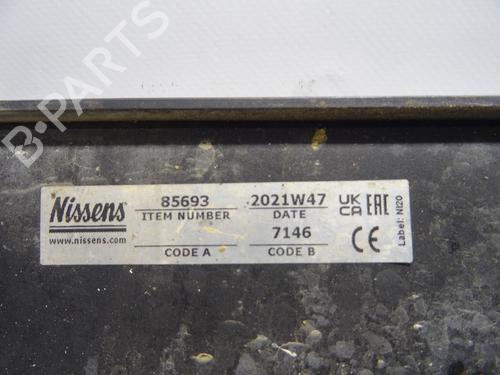 B-PARTS
Nissens
www.nissens.com
85693
ITEM NUMBER
CODE A
2021W47
DATE
7146
CODE B
UK
CA
EAC
CE
Label: NI20